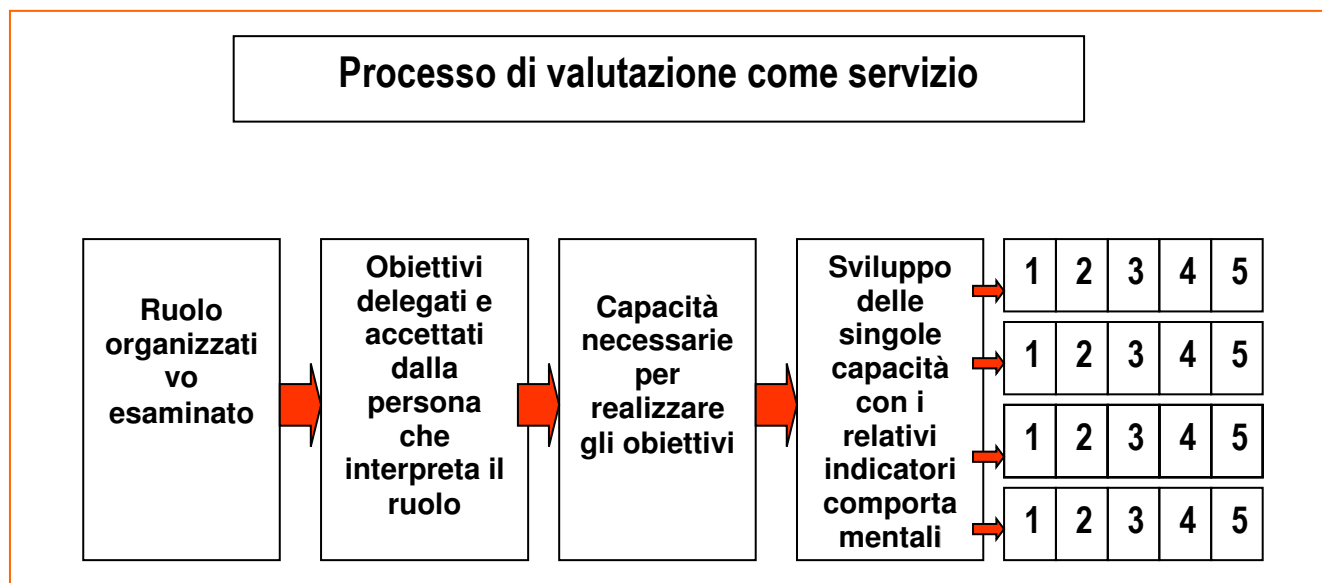 Processo di valutazione come servizio
Ruolo
organizzati
vo
esaminato
Obiettivi
delegati e
accettati
dalla
persona
che
interpreta il
ruolo
Capacità
necessarie
per
realizzare
gli obiettivi
Sviluppo
delle
singole
capacità
con i
relativi
indicatori
comporta
mentali
1 2 3 4 5
1 2 3 4 5
1 2 3 4 5
1 2 3 4 5